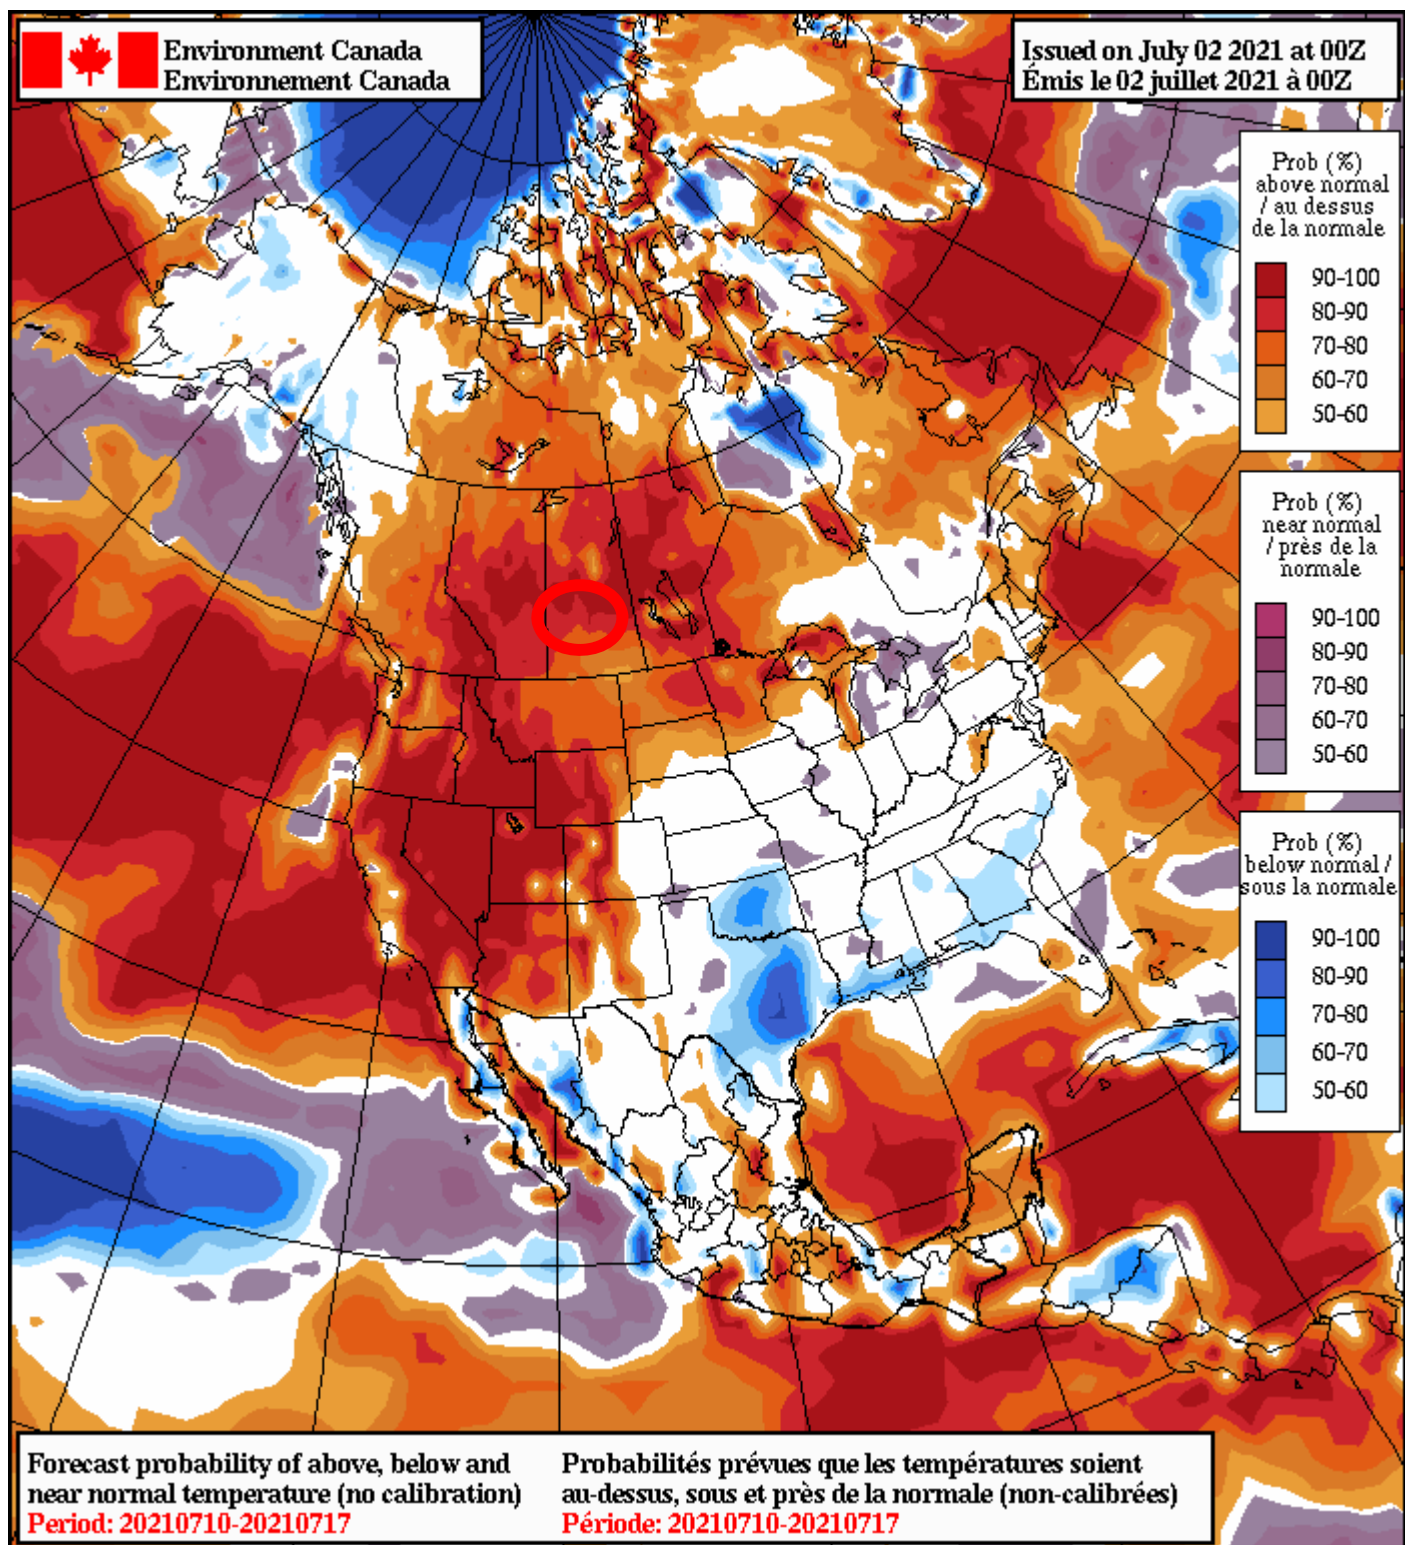 Environment Canada
Environnement Canada
Issued on July 02 2021 at 00Z
Émis le 02 juillet 2021 à 00Z
Prob (%)
above normal
/ au dessus
de la normale
90-100
80-90
70-80
60-70
50-60
Prob (%)
near normal
/ près de la
normale
90-100
80-90
70-80
60-70
50-60
Prob (%)
below normal /
sous la normale
90-100
80-90
70-80
60-70
50-60
Forecast probability of above, below and
near normal temperature (no calibration)
Period: 20210710-20210717
Probabilités prévues que les températures soient
au-dessus, sous et près de la normale (non-calibrées)
Période: 20210710-20210717